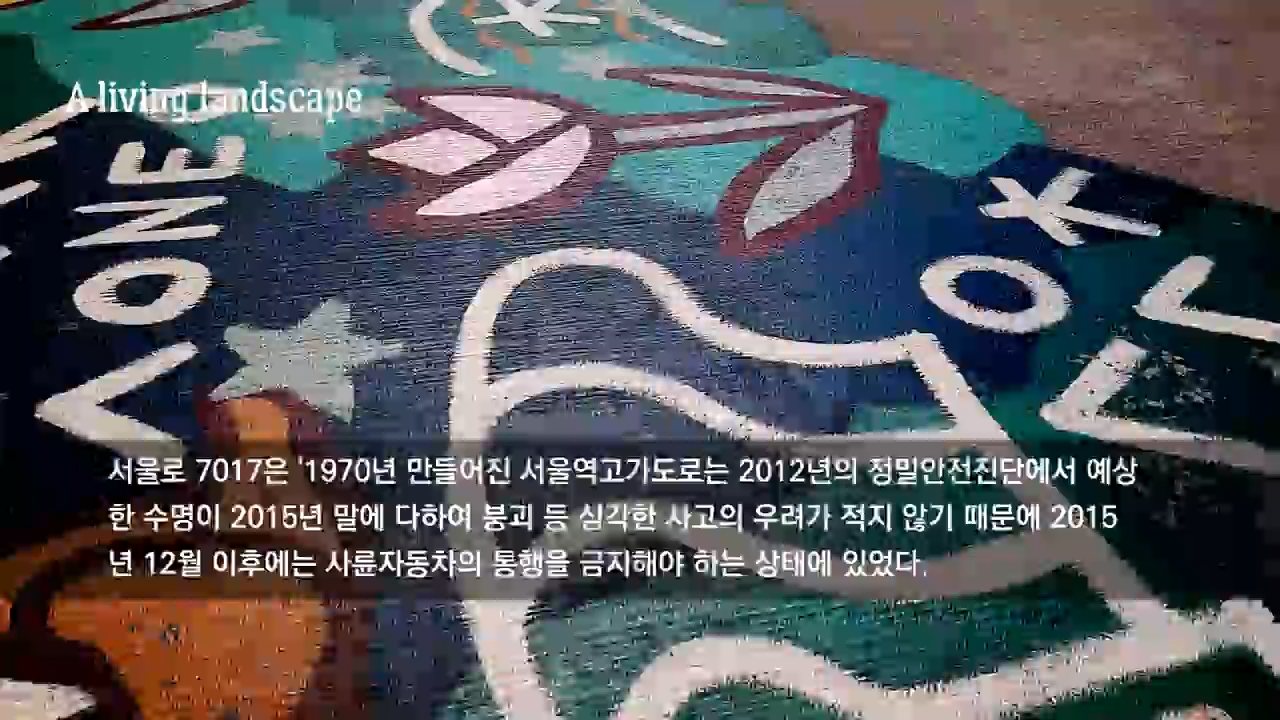 A living landscape
ONE
OK
서울로 7017은 '1970년 만들어진 서울역고가도로는 2012년의 정밀안전진단에서 예상
한 수명이 2015년 말에 다하여 붕괴 등 심각한 사고의 우려가 적지 않기 때문에 2015
년 12월 이후에는 사륜자동차의 통행을 금지해야 하는 상태에 있었다.